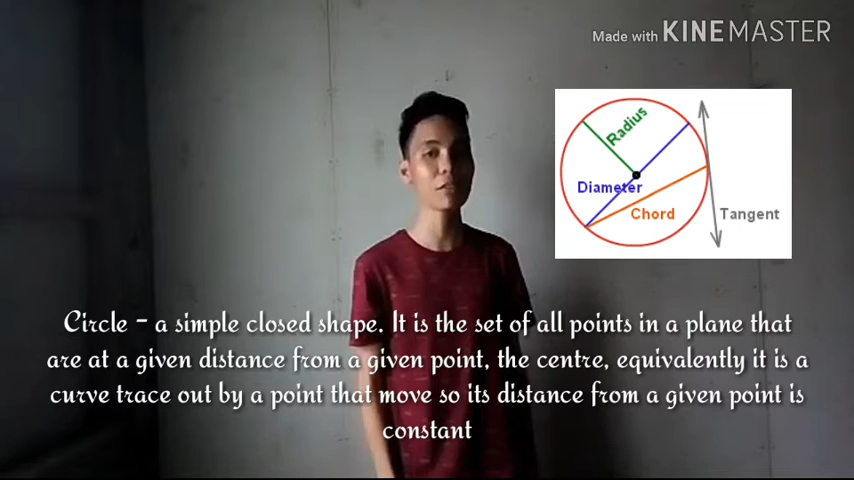 Made with KINEMASTER
Radius
Diameter
Chord
Tangent
Circle - a simple closed shape. It is the set of all points in a plane that
are at a given distance from a given point, the centre, equivalently it is a
curve trace out by a point that move so its distance from a given point is
constant